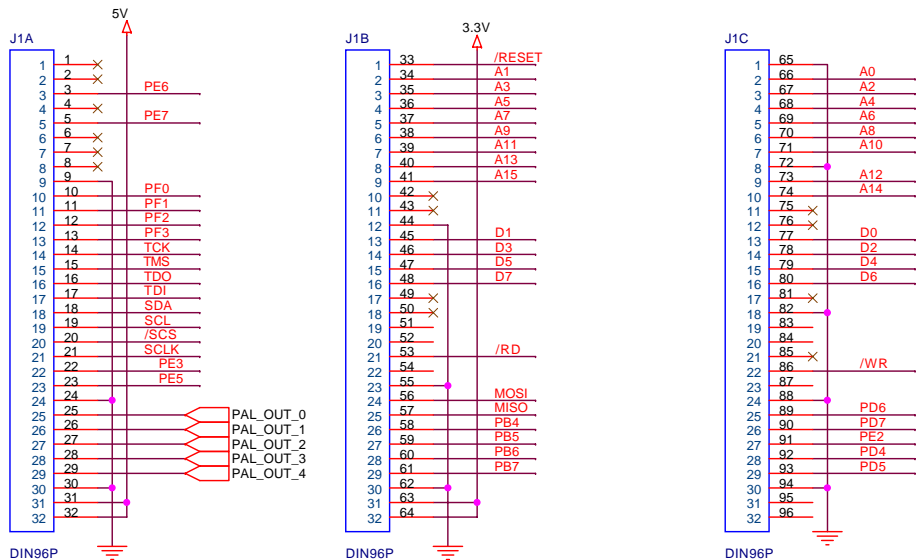 5V
J1A
1 1
2 2
3 3 PE6
4 4
5 5 PE7
6 6
7 7
8 8
9 9
10 10 PF0
11 11 PF1
12 12 PF2
13 13 PF3
14 14 TCK
15 15 TMS
16 16 TDO
17 17 TDI
18 18 SDA
19 19 SCL
20 20 /SCS
21 21 SCLK
22 22 PE3
23 23 PE5
24 24
25 25 PAL_OUT_0
26 26 PAL_OUT_1
27 27 PAL_OUT_2
28 28 PAL_OUT_3
29 29 PAL_OUT_4
30 30
31 31
32 32
DIN96P
3.3V
J1B
1 33 /RESET
2 34 A1
3 35 A3
4 36 A5
5 37 A7
6 38 A9
7 39 A11
8 40 A13
9 41 A15
10 42
11 43
12 44
13 45 D1
14 46 D3
15 47 D5
16 48 D7
17 49
18 50
19 51
20 52
21 53 /RD
22 54
23 55
24 56 MOSI
25 57 MISO
26 58 PB4
27 59 PB5
28 60 PB6
29 61 PB7
30 62
31 63
32 64
DIN96P
J1C
1 65
2 66 A0
3 67 A2
4 68 A4
5 69 A6
6 70 A8
7 71 A10
8 72
9 73 A12
10 74 A14
11 75
12 76
13 77 D0
14 78 D2
15 79 D4
16 80 D6
17 81
18 82
19 83
20 84
21 85
22 86 /WR
23 87
24 88
25 89 PD6
26 90 PD7
27 91 PE2
28 92 PD4
29 93 PD5
30 94
31 95
32 96
DIN96P